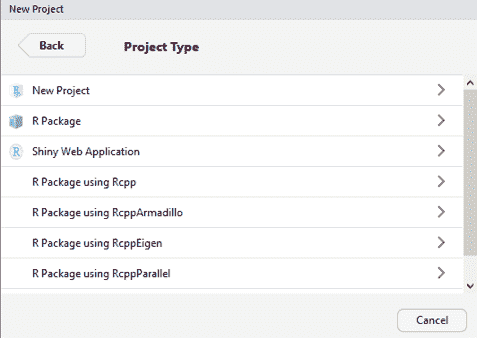 New Project
Back
Project Type
New Project
R Package
R
Shiny Web Application
R Package using Rcpp
R Package using RcppArmadillo
R Package using RcppEigen
R Package using RcppParallel
Cancel